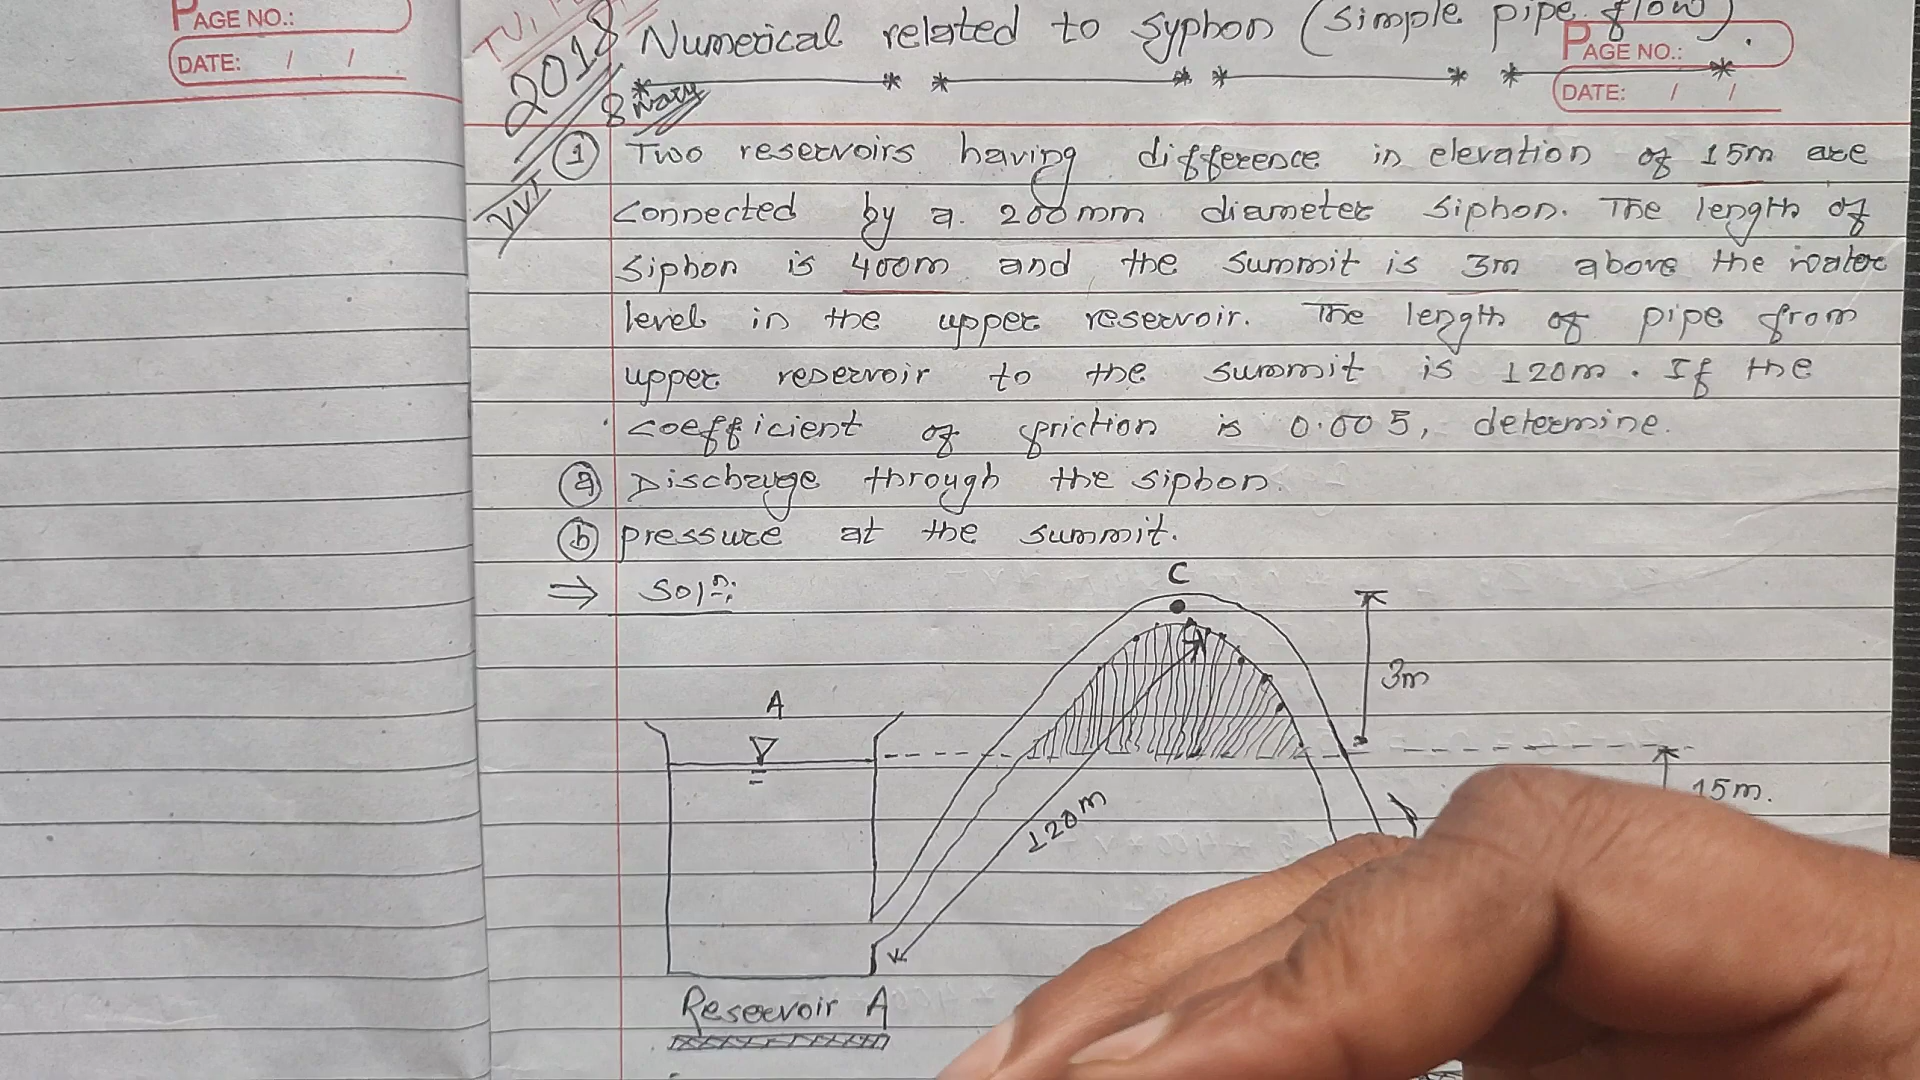 PAGE NO.:
DATE: / /
2018
Numerical related to syphon (simple pipe flow).
PAGE NO.:
DATE: / /
8 Mark
VVI
① Two reservoirs having difference in elevation of 15m are
connected by a. 200mm diameter siphon. The length of
siphon is 400m and the summit is 3m above the water
level in the upper reservoir. The length of pipe from
upper reservoir to the summit is 120m. If the
coefficient of friction is 0.005, determine.
ⓐ Discharge through the siphon.
ⓑ pressure at the summit.
⇒ Solⁿ:
C
3m
A
15m.
120m
Reservoir A